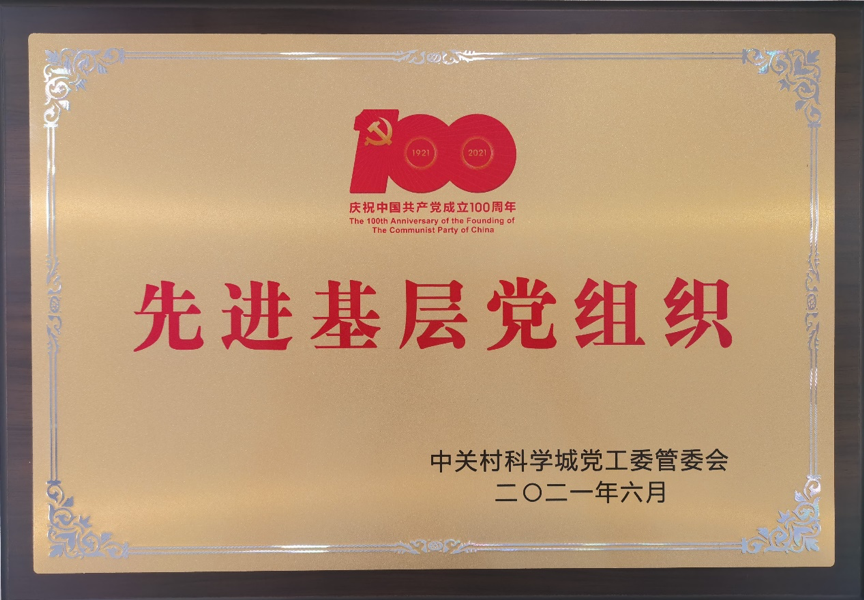 100
1921 2021
庆祝中国共产党成立100周年
The 100th Anniversary of the Founding of
The Communist Party of China
先进基层党组织
中关村科学城党工委管委会
二〇二一年六月